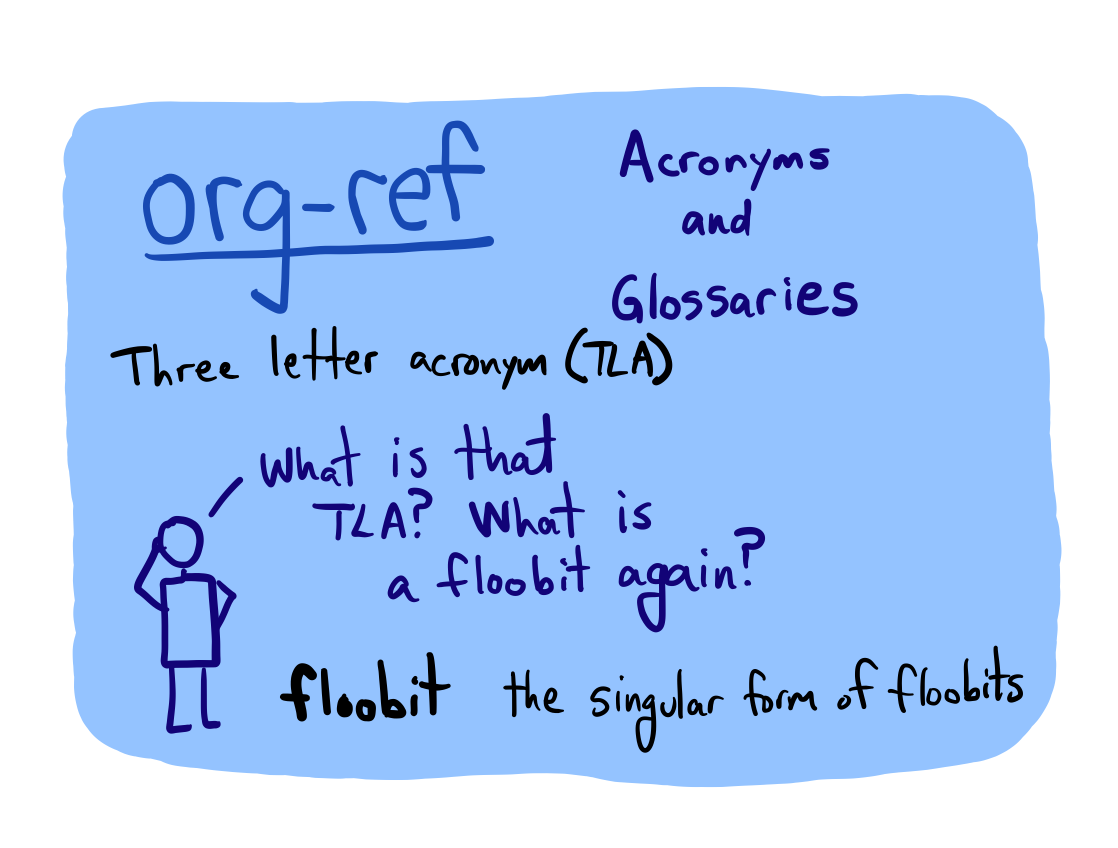 org-ref
Acronyms
and
Glossaries
Three letter acronym (TLA)
What is that
TLA? What is
a floobit again?
floobit the singular form of floobits